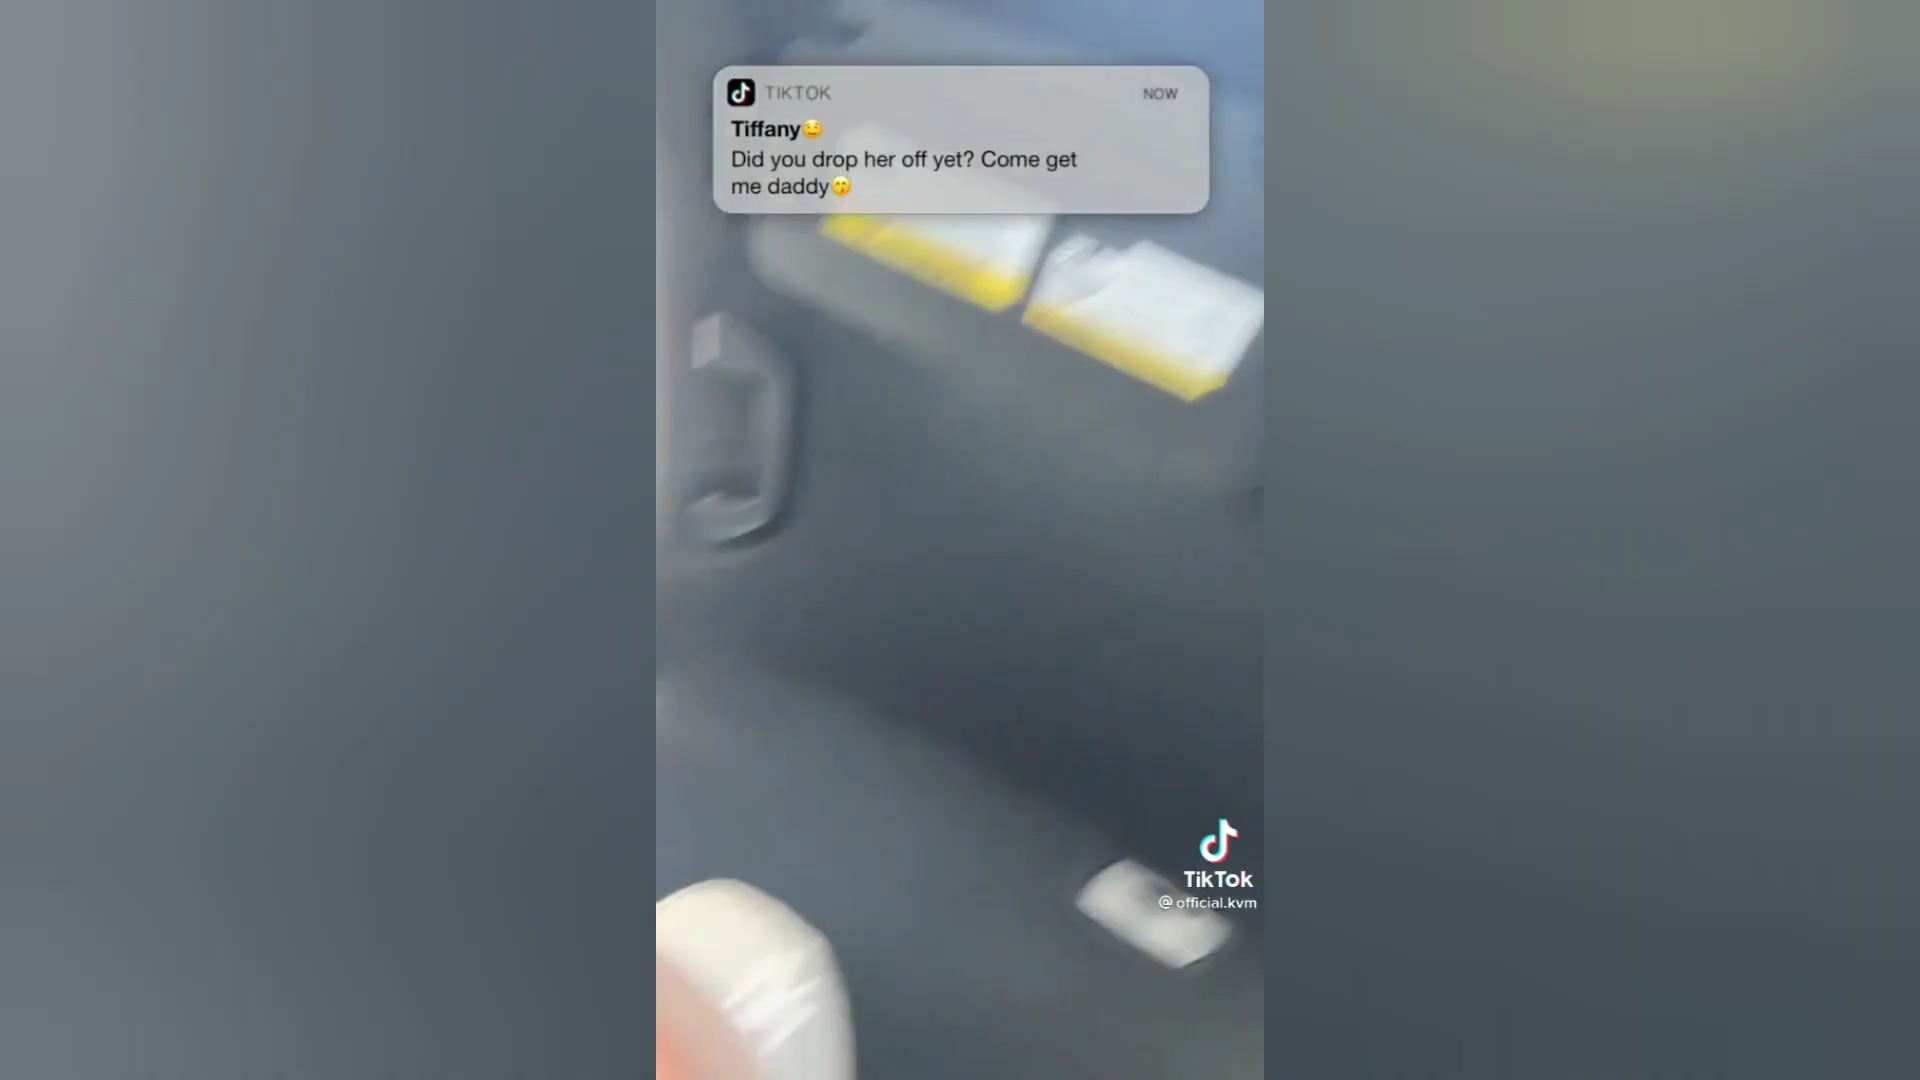 TIKTOK NOW
Tiffany🤤
Did you drop her off yet? Come get
me daddy😙
TikTok
@official.kvm